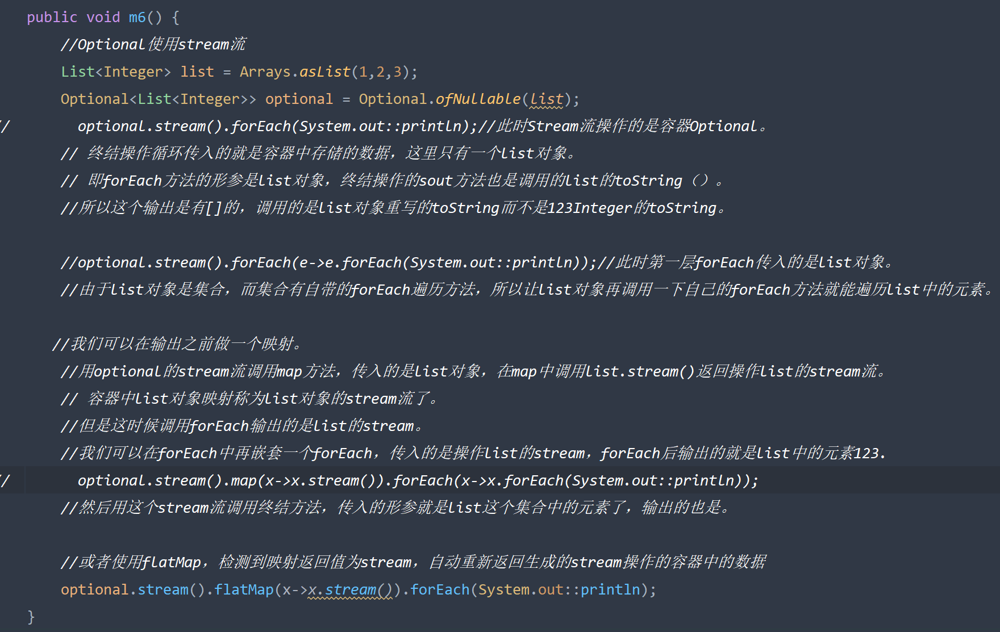 public void m6() {
//Optional使用stream流
List<Integer> list = Arrays.asList(1,2,3);
Optional<List<Integer>> optional = Optional.ofNullable(list);
// optional.stream().forEach(System.out::println);//此时Stream流操作的是容器Optional。
// 终结操作循环传入的就是容器中存储的数据，这里只有一个list对象。
// 即forEach方法的形参是list对象，终结操作的sout方法也是调用的list的toString（）。
//所以这个输出是有[]的，调用的是list对象重写的toString而不是123Integer的toString。
//optional.stream().forEach(e->e.forEach(System.out::println));//此时第一层forEach传入的是list对象。
//由于list对象是集合，而集合有自带的forEach遍历方法，所以让list对象再调用一下自己的forEach方法就能遍历list中的元素。
//我们可以在输出之前做一个映射。
//用optional的stream流调用map方法，传入的是list对象，在map中调用list.stream()返回操作list的stream流。
// 容器中list对象映射称为list对象的stream流了。
//但是这时候调用forEach输出的是list的stream。
//我们可以在forEach中再嵌套一个forEach，传入的是操作list的stream，forEach后输出的就是list中的元素123.
// optional.stream().map(x->x.stream()).forEach(x->x.forEach(System.out::println));
//然后用这个stream流调用终结方法，传入的形参就是list这个集合中的元素了，输出的也是。
//或者使用flatMap，检测到映射返回值为stream，自动重新返回生成的stream操作的容器中的数据
optional.stream().flatMap(x->x.stream()).forEach(System.out::println);
}